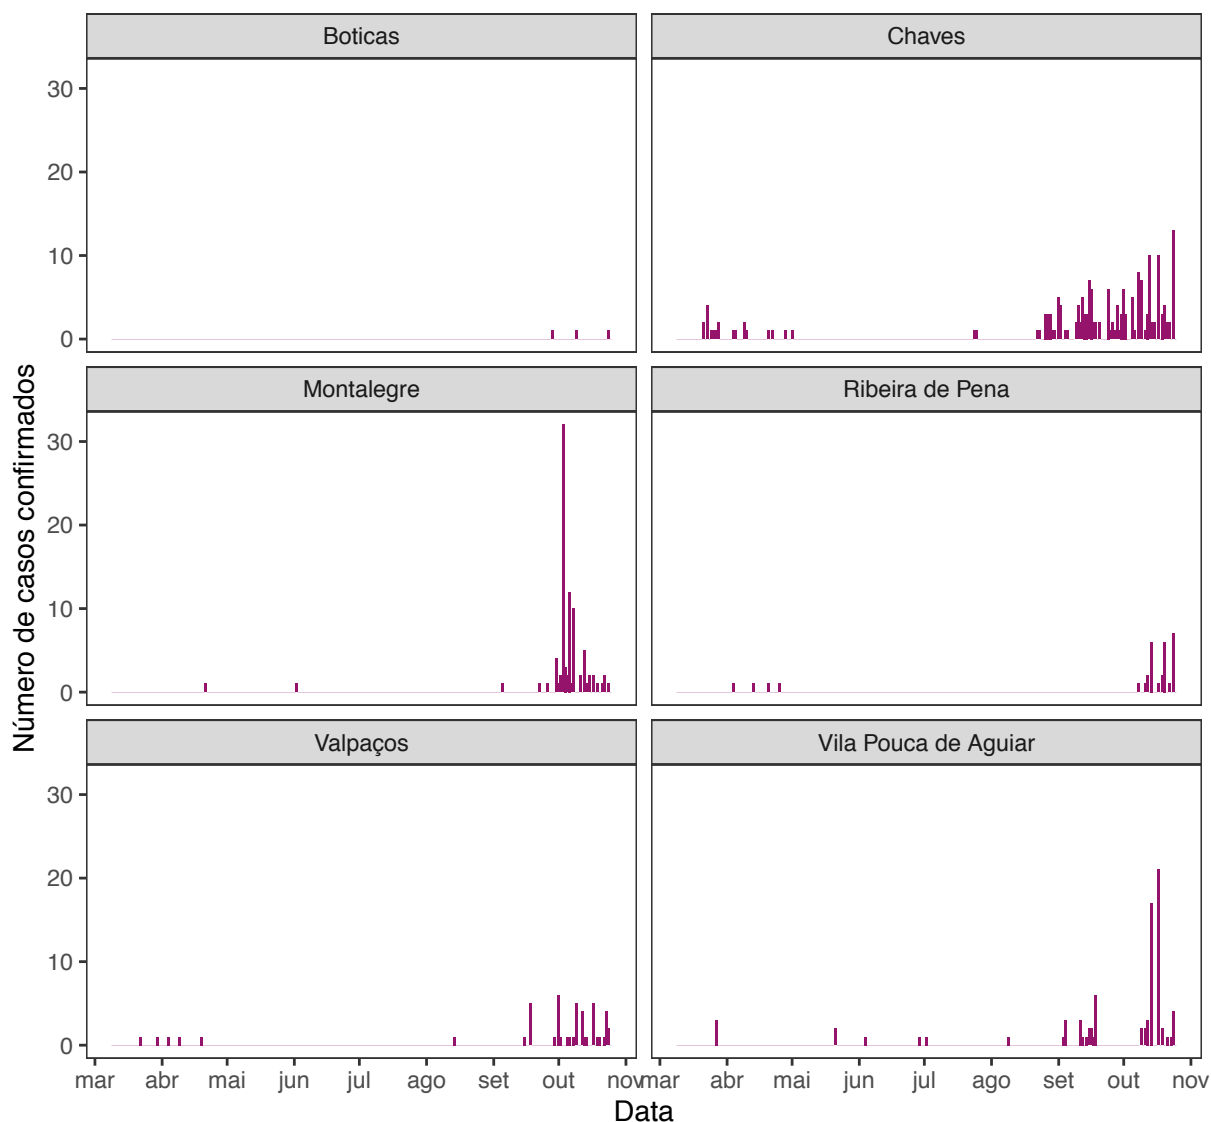 Boticas
Chaves
30
20
10
0
Montalegre
Ribeira de Pena
30
20
10
0
Número de casos confirmados
Valpaços
Vila Pouca de Aguiar
30
20
10
0
mar abr mai jun jul ago set out nov
mar abr mai jun jul ago set out nov
Data